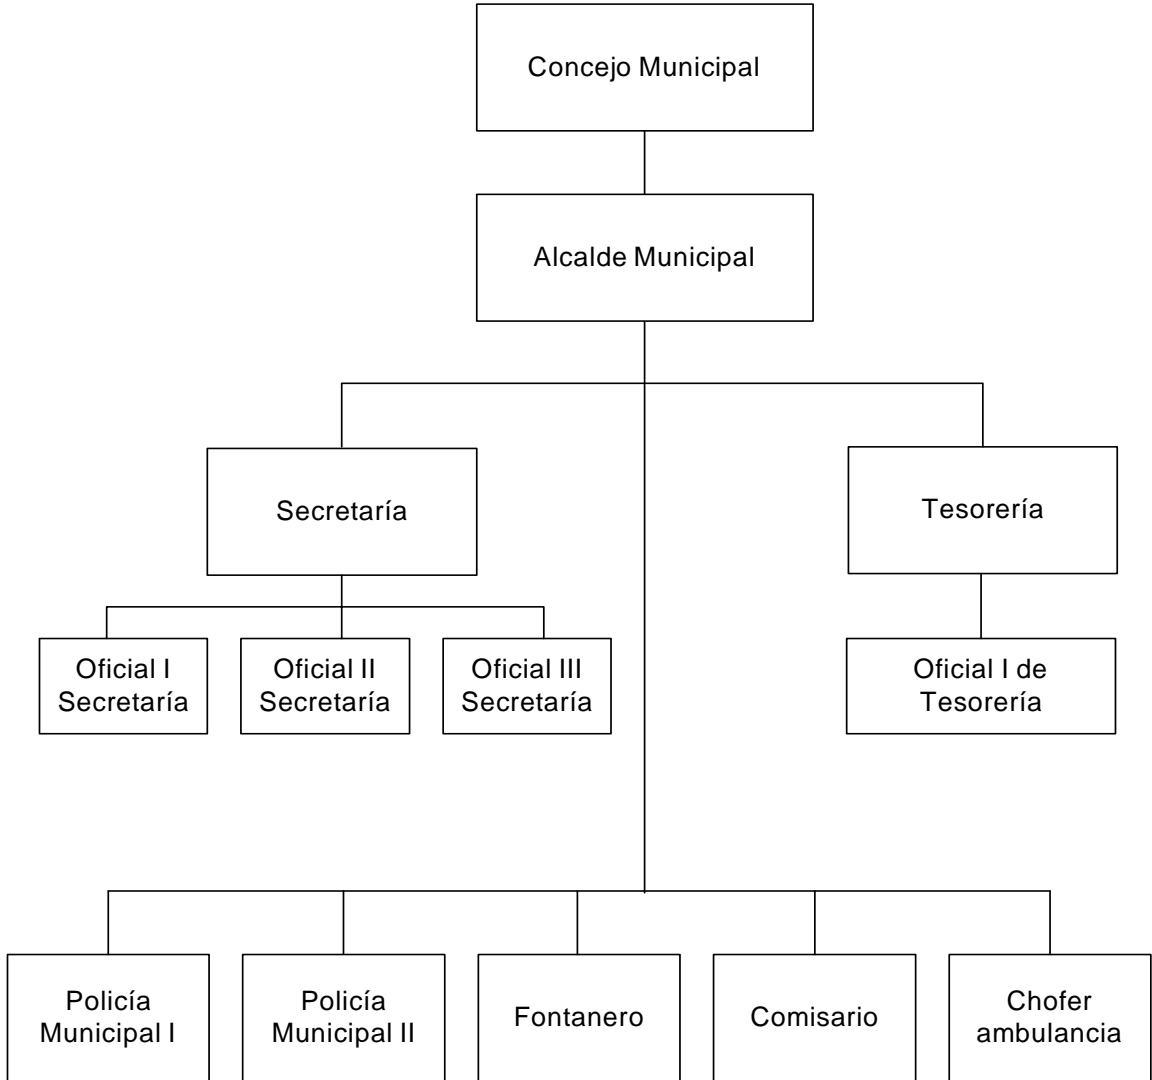 Concejo Municipal
Alcalde Municipal
Secretaría
Tesorería
Oficial I
Secretaría
Oficial II
Secretaría
Oficial III
Secretaría
Oficial I de
Tesorería
Policía
Municipal I
Policía
Municipal II
Fontanero
Comisario
Chofer
ambulancia